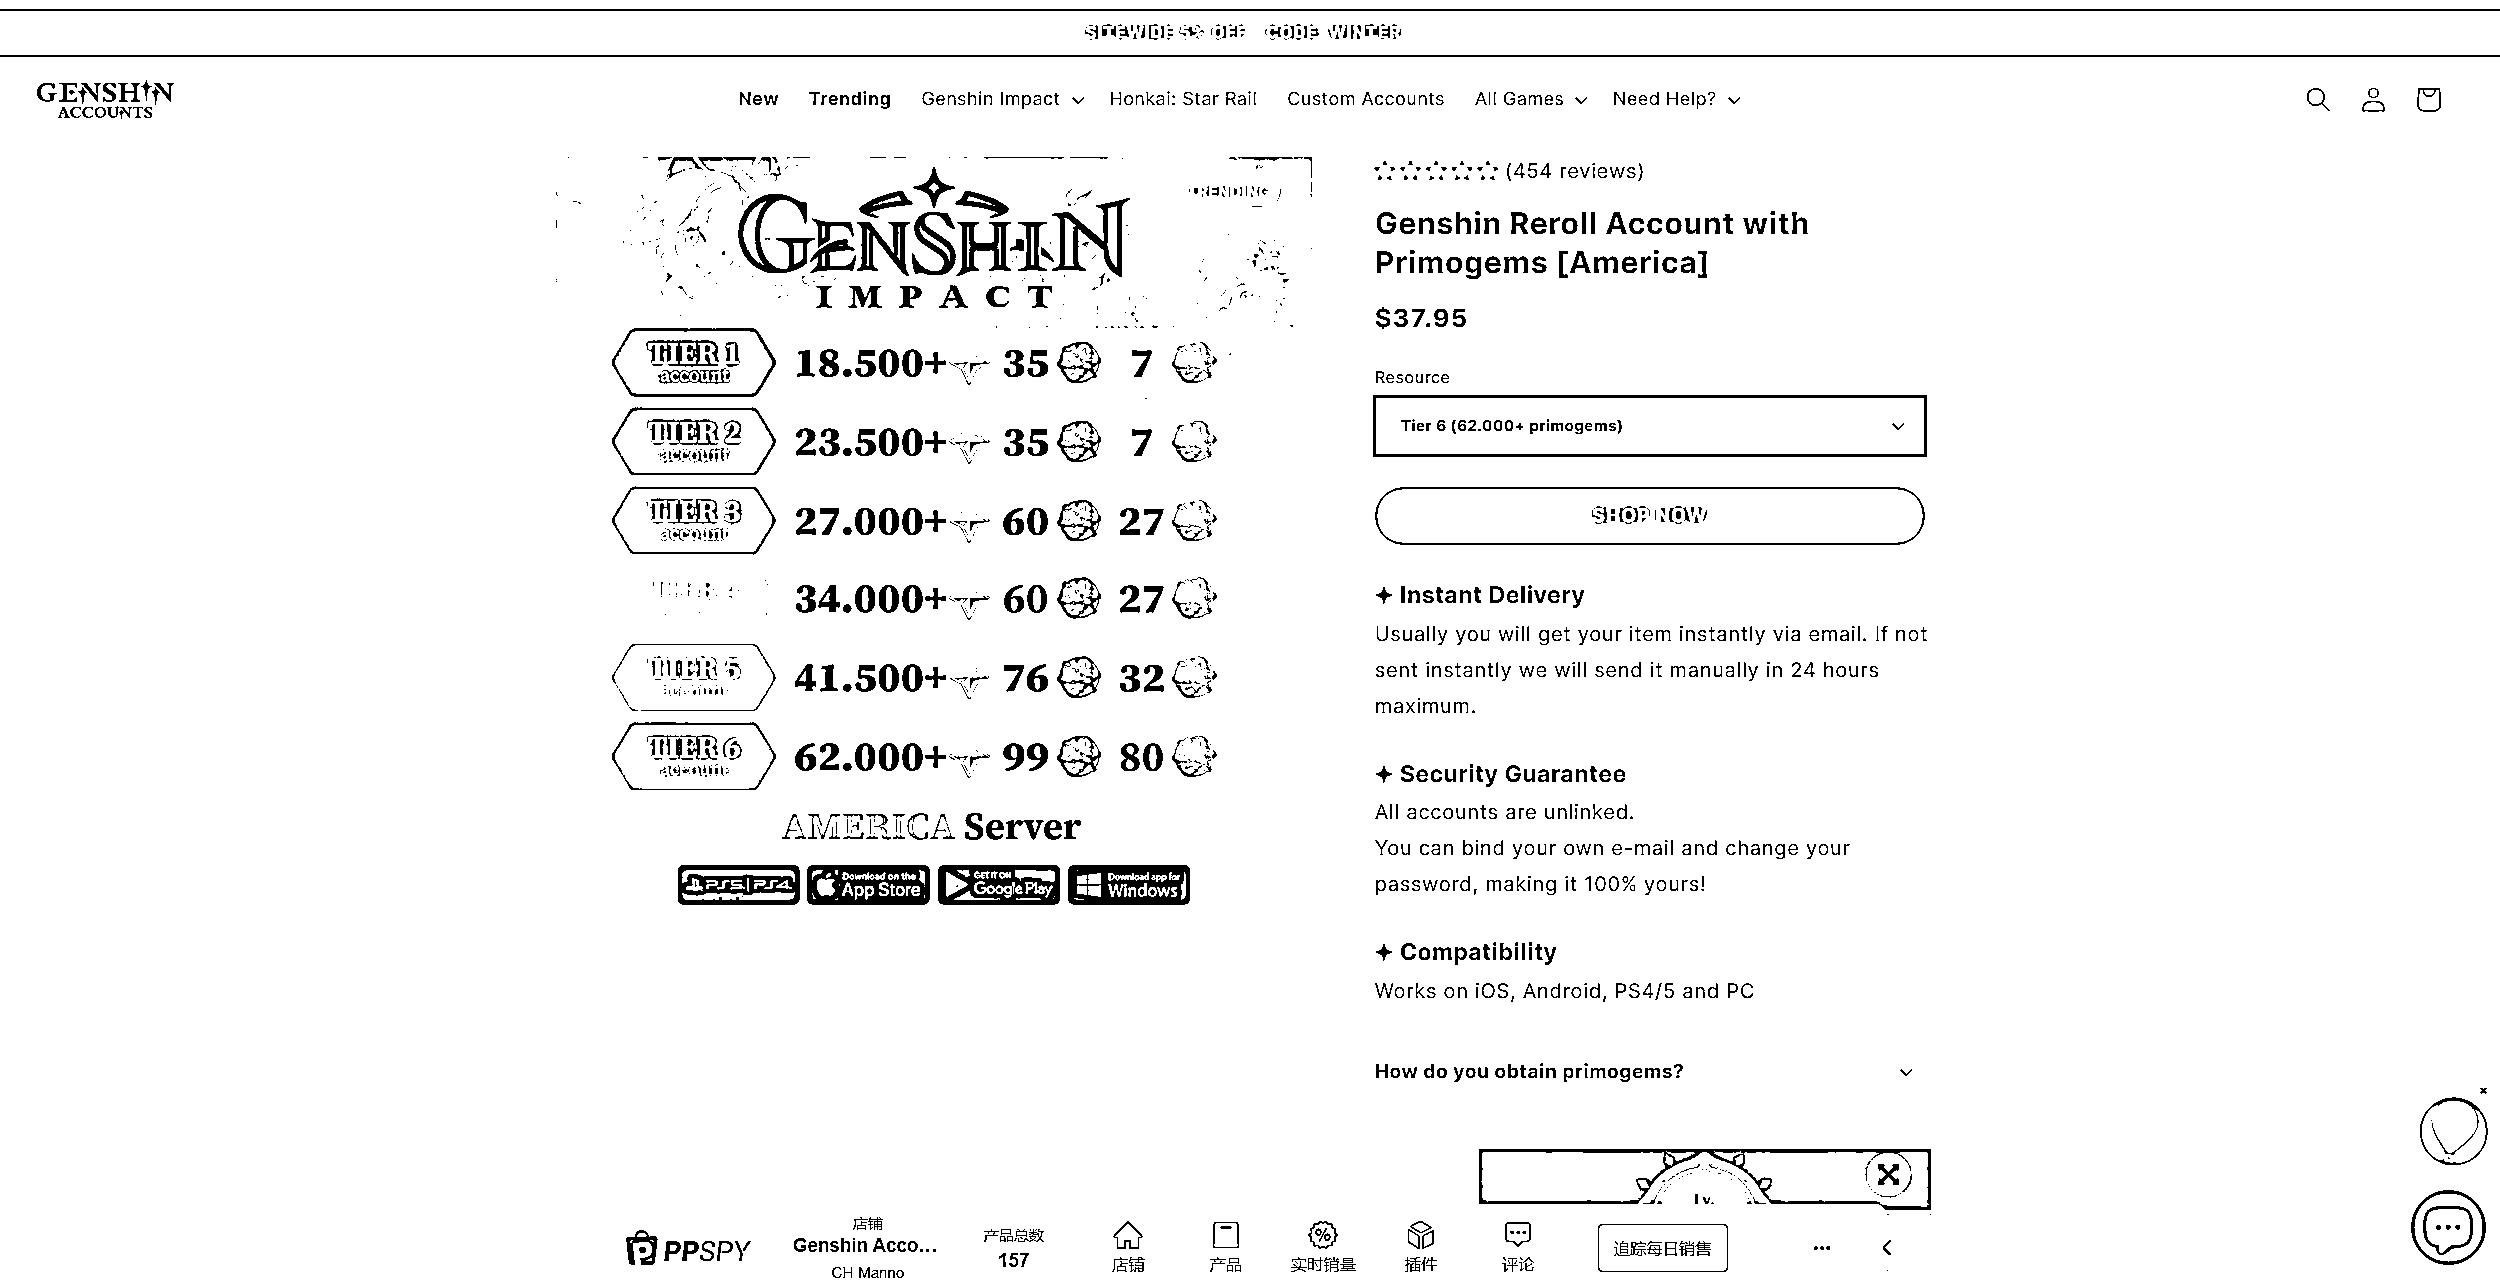 SITEWIDE 5% OFF CODE WINTER
GENSHIN
ACCOUNTS
New
Trending
Genshin Impact
Honkai: Star Rail
Custom Accounts
All Games
Need Help?
TRENDING
GENSHIN
IMPACT
TIER 1
account
18.500+ 35 7
TIER 2
account
23.500+ 35 7
TIER 3
account
27.000+ 60 27
34.000+ 60 27
TIER 5
account
41.500+ 76 32
TIER 6
account
62.000+ 99 80
AMERICA Server
PS5|PS4
Download on the
App Store
GET IT ON
Google Play
Download app for
Windows
(454 reviews)
Genshin Reroll Account with
Primogems [America]
$37.95
Resource
Tier 6 (62.000+ primogems)
SHOP NOW
Instant Delivery
Usually you will get your item instantly via email. If not
sent instantly we will send it manually in 24 hours
maximum.
Security Guarantee
All accounts are unlinked.
You can bind your own e-mail and change your
password, making it 100% yours!
Compatibility
Works on iOS, Android, PS4/5 and PC
How do you obtain primogems?
Lv.
PPSPY
店铺
Genshin Acco...
CH Manno
产品总数
157
店铺
产品
实时销量
插件
评论
追踪每日销售